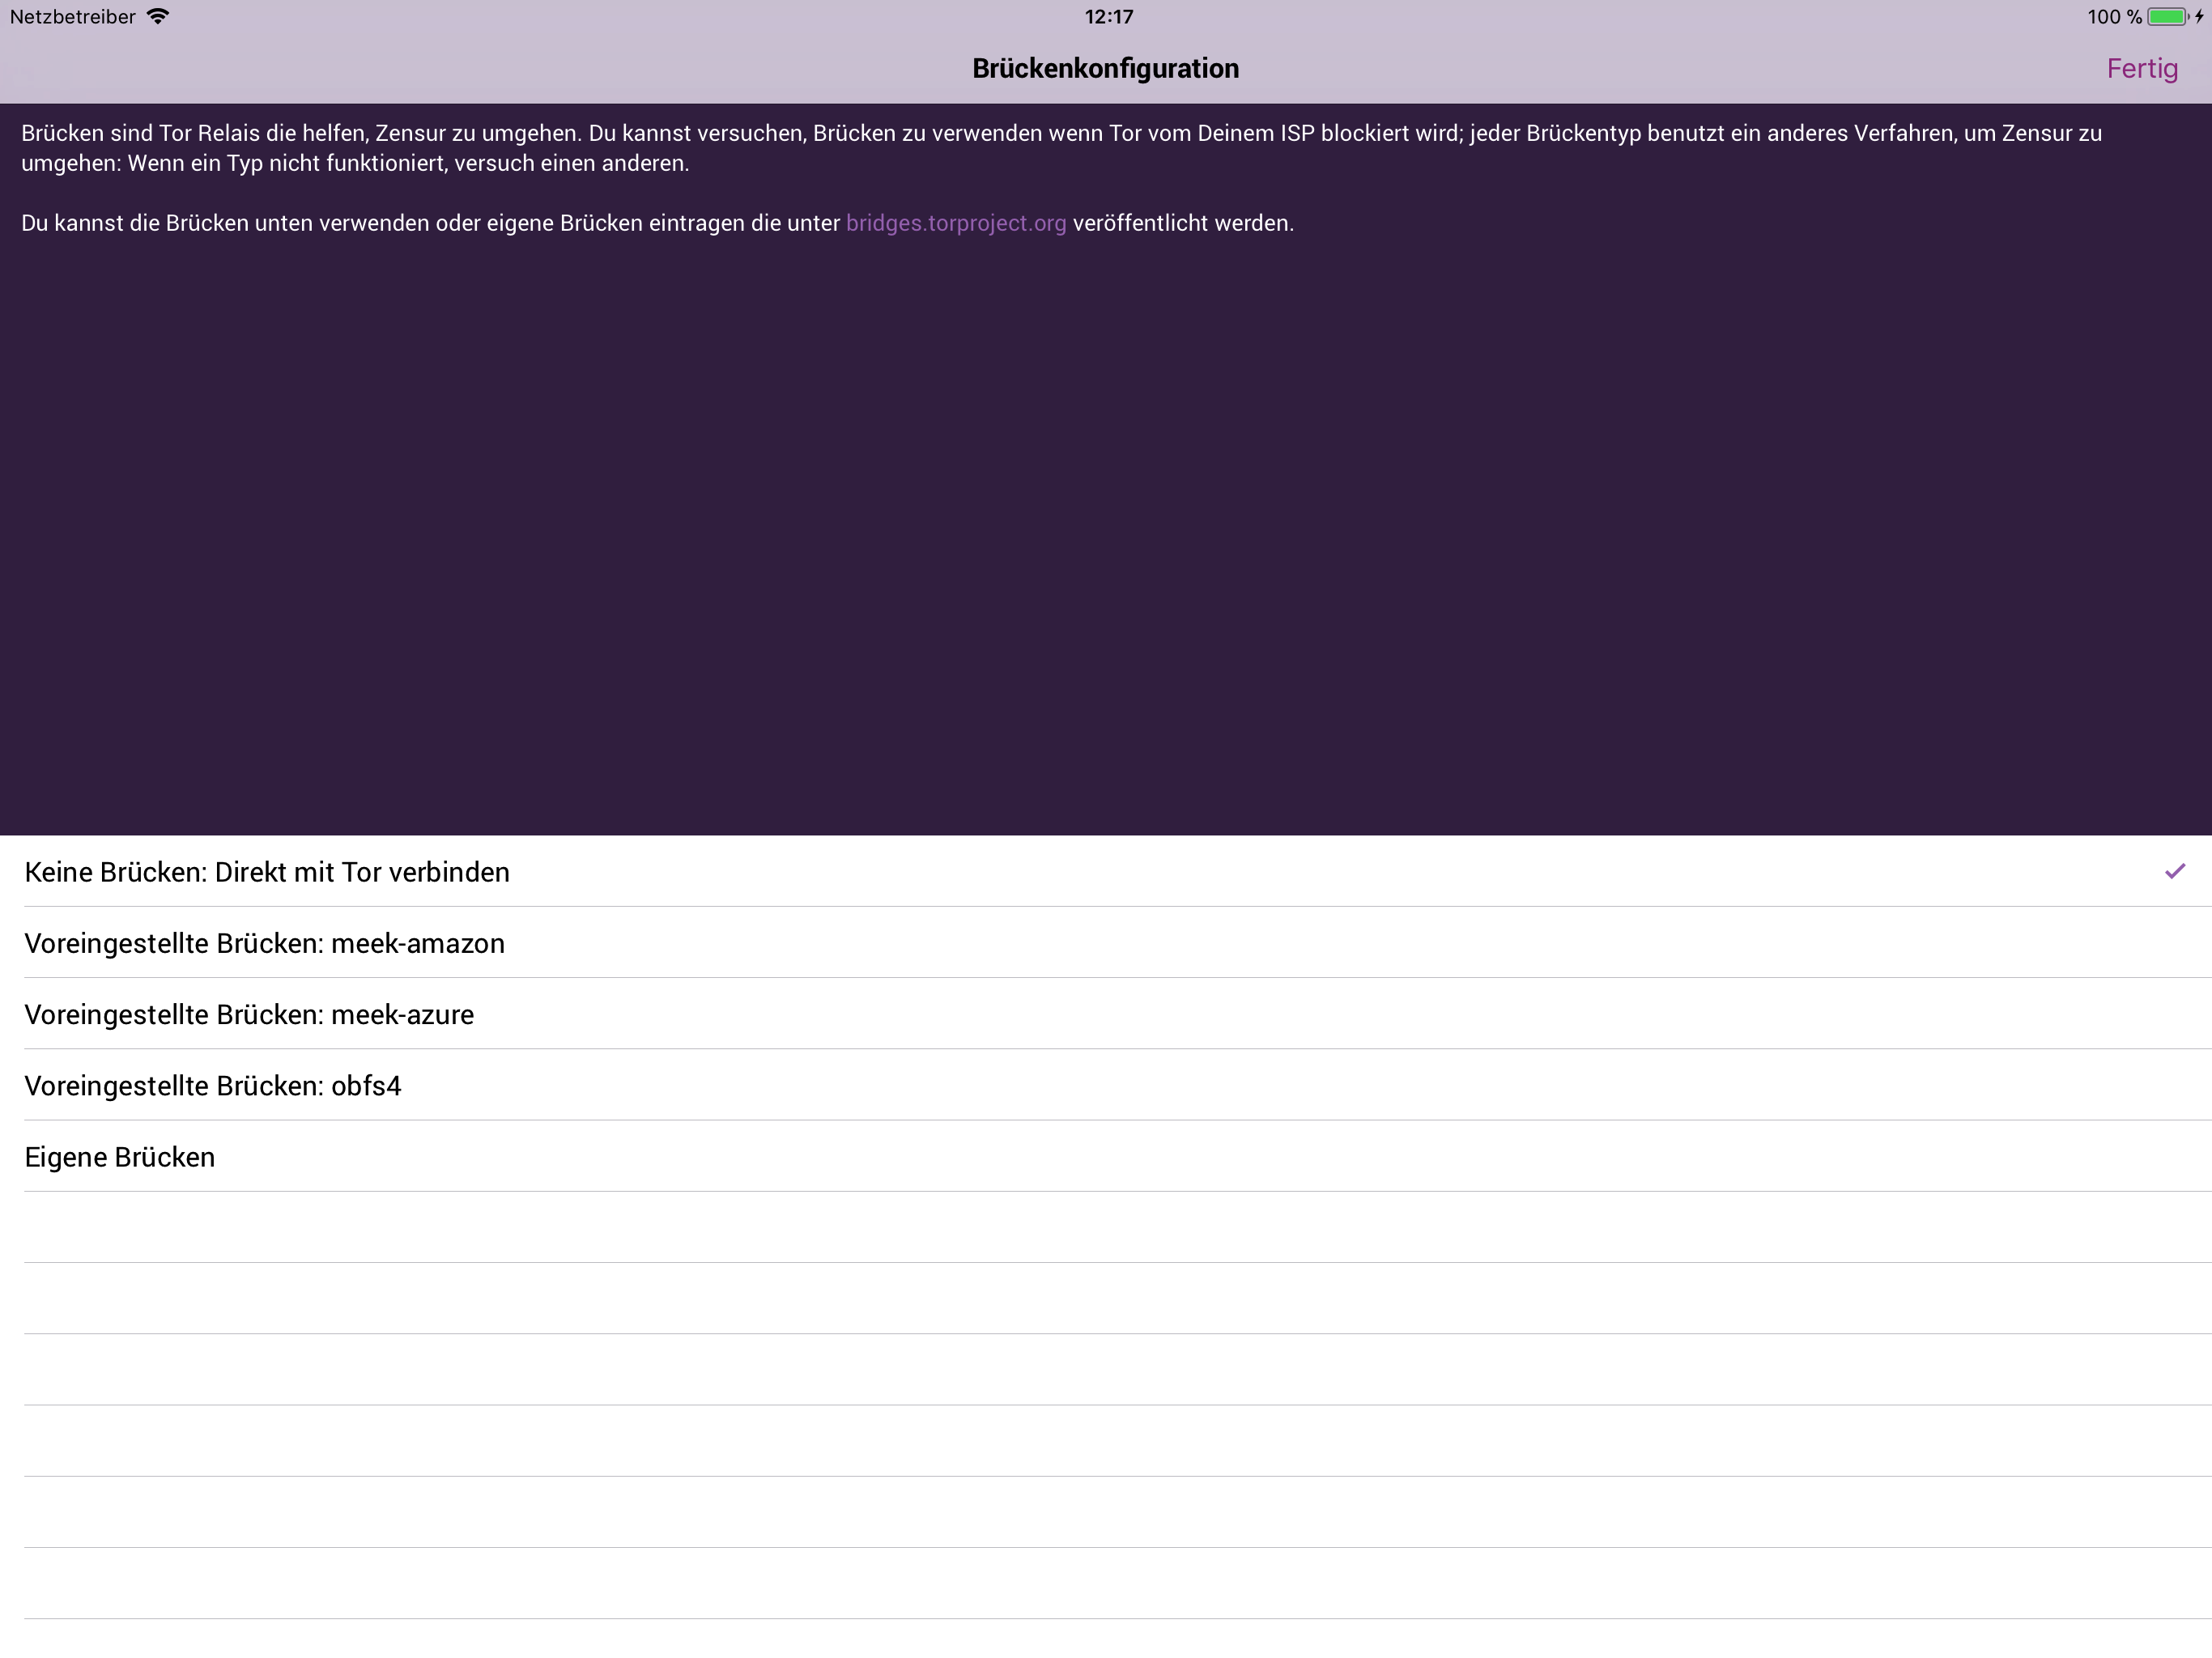 Netzbetreiber
12:17
100 %
Brückenkonfiguration
Fertig
Brücken sind Tor Relais die helfen, Zensur zu umgehen. Du kannst versuchen, Brücken zu verwenden wenn Tor vom Deinem ISP blockiert wird; jeder Brückentyp benutzt ein anderes Verfahren, um Zensur zu
umgehen: Wenn ein Typ nicht funktioniert, versuch einen anderen.
Du kannst die Brücken unten verwenden oder eigene Brücken eintragen die unter bridges.torproject.org veröffentlicht werden.
Keine Brücken: Direkt mit Tor verbinden
Voreingestellte Brücken: meek-amazon
Voreingestellte Brücken: meek-azure
Voreingestellte Brücken: obfs4
Eigene Brücken